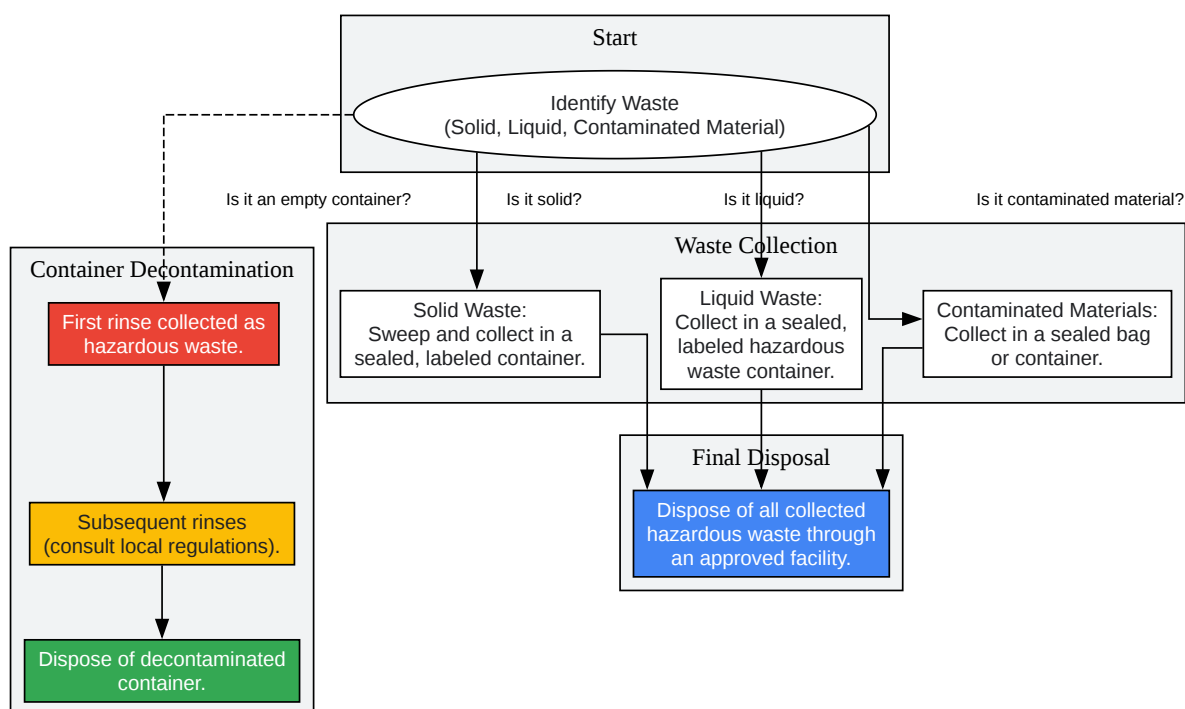 Start
Identify Waste
(Solid, Liquid, Contaminated Material)
Is it an empty container?
Is it solid?
Is it liquid?
Is it contaminated material?
Waste Collection
Container Decontamination
First rinse collected as
hazardous waste.
Solid Waste:
Sweep and collect in a
sealed, labeled container.
Liquid Waste:
Collect in a sealed,
labeled hazardous
waste container.
Contaminated Materials:
Collect in a sealed bag
or container.
Final Disposal
Dispose of all collected
hazardous waste through
an approved facility.
Subsequent rinses
(consult local regulations).
Dispose of decontaminated
container.